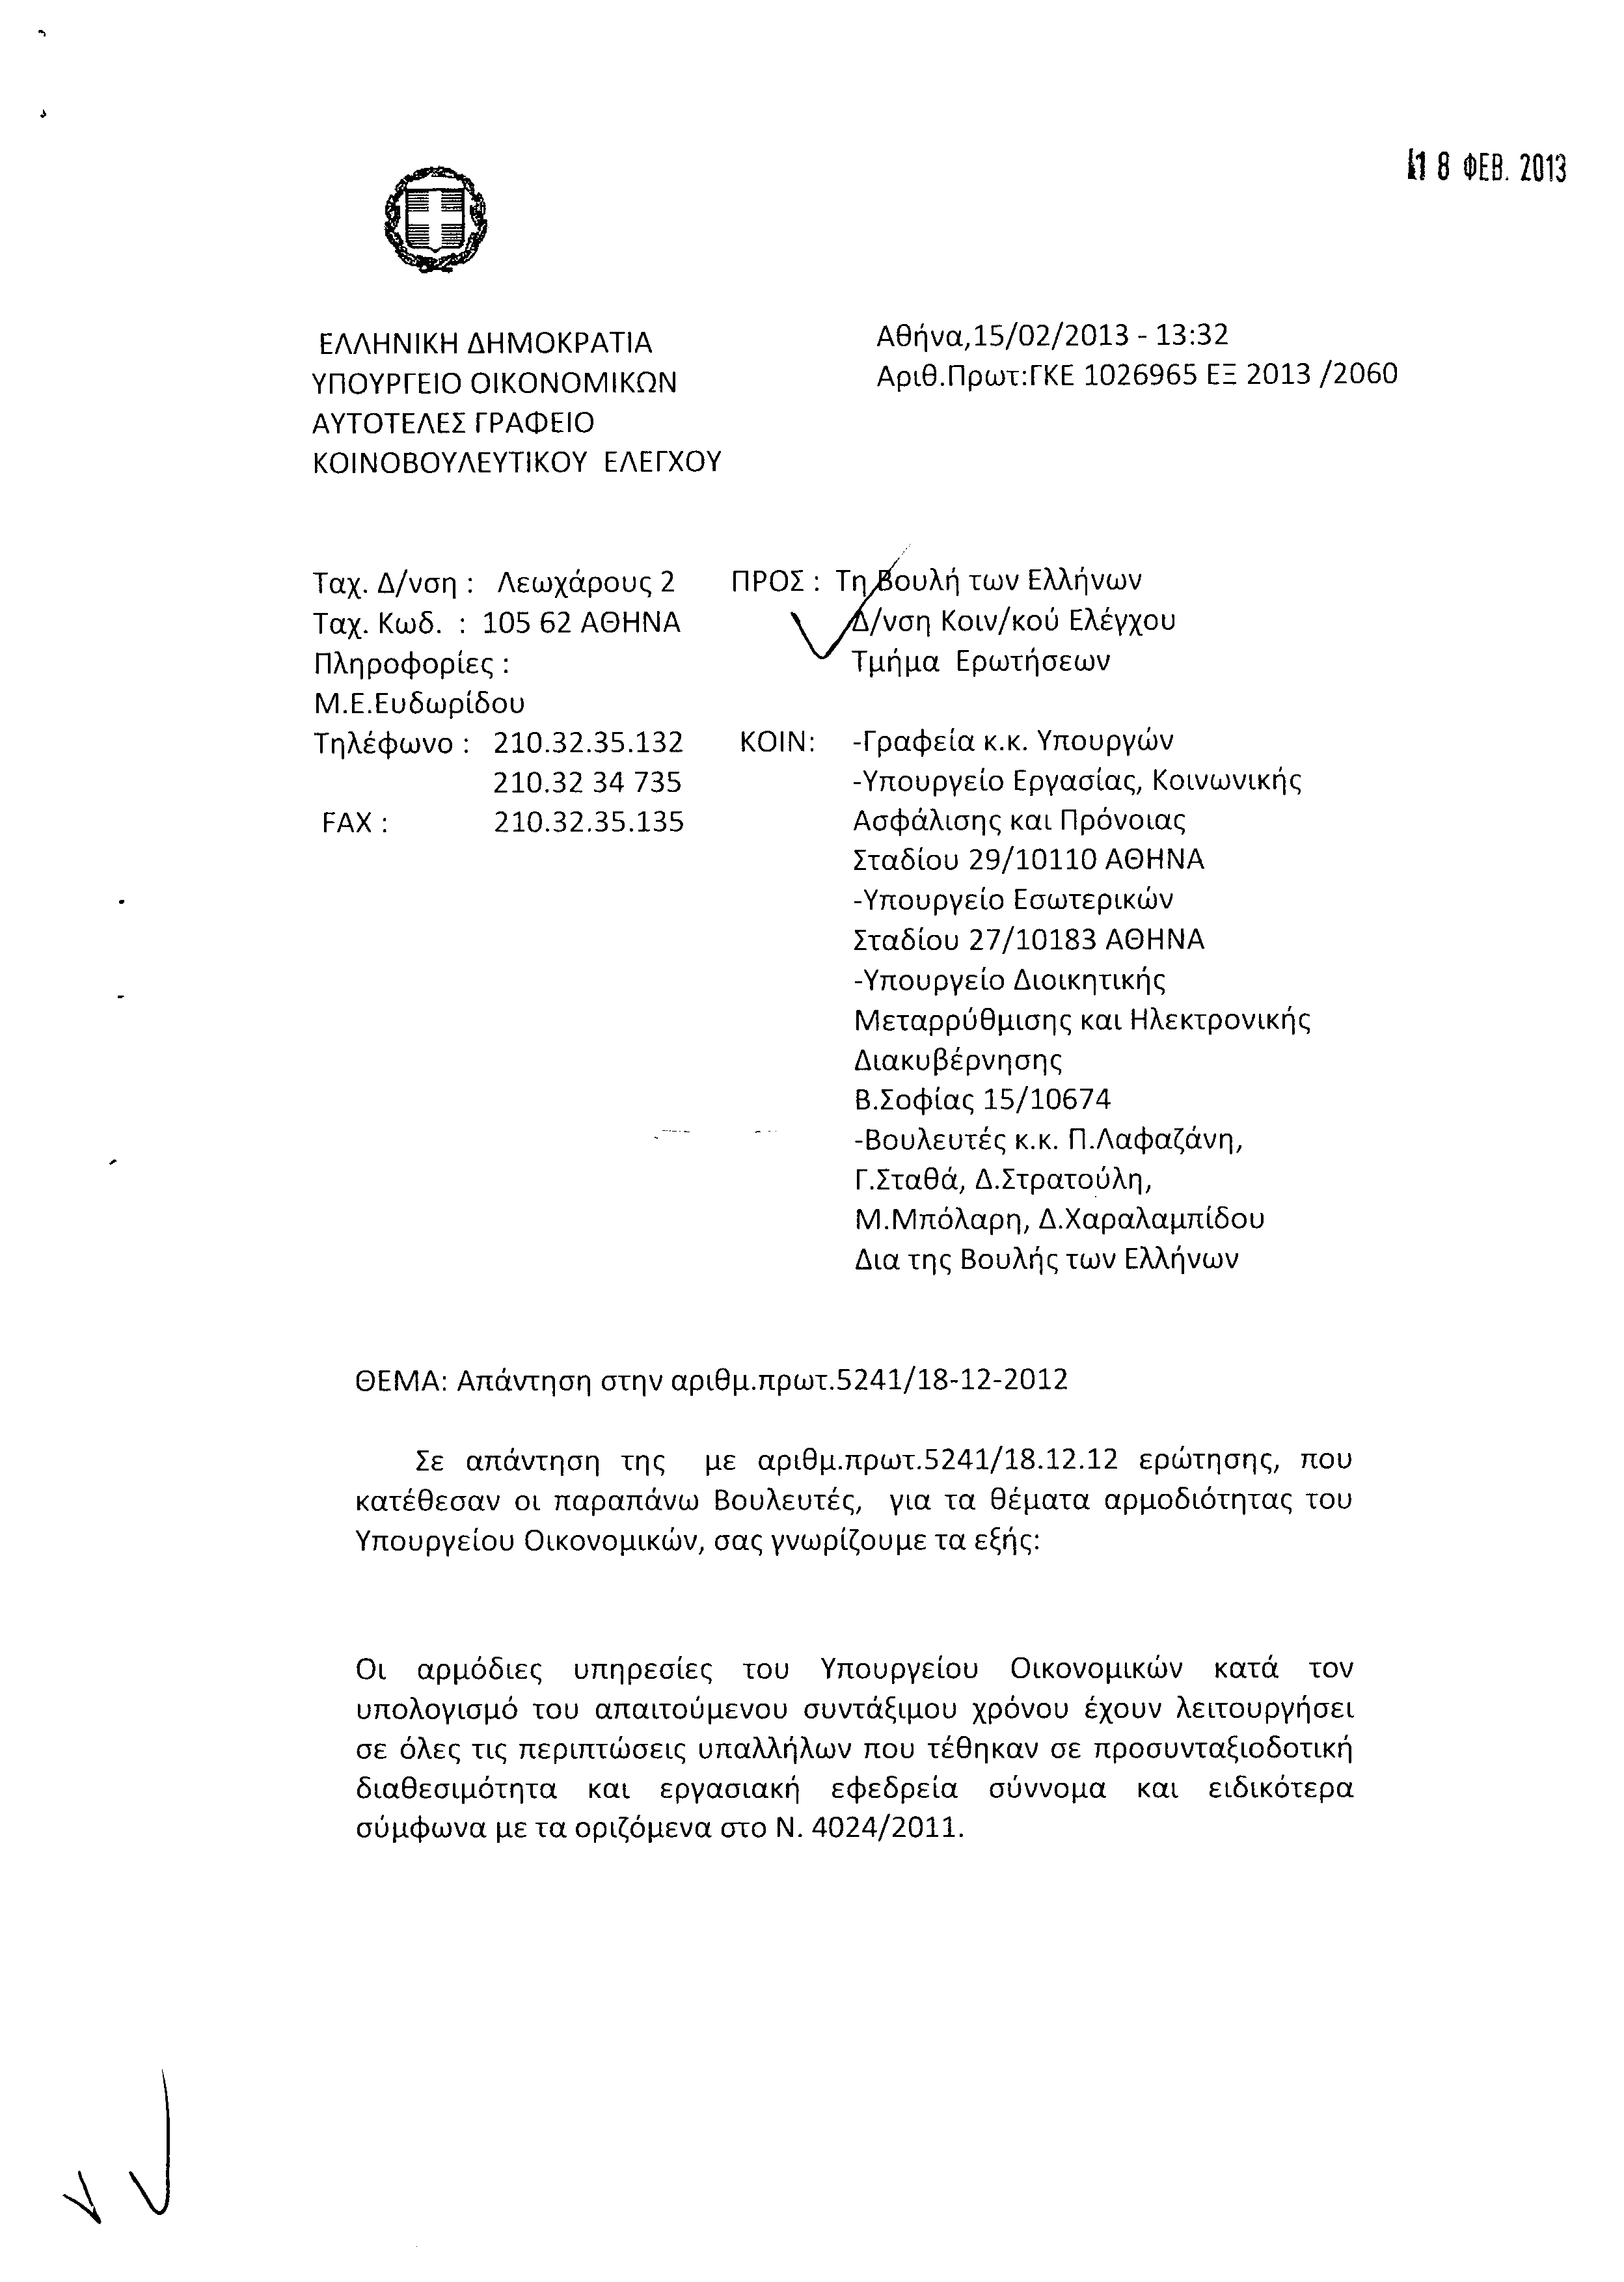 18 ΦΕΒ. 2013
ΕΛΛΗΝΙΚΗ ΔΗΜΟΚΡΑΤΙΑ
ΥΠΟΥΡΓΕΙΟ ΟΙΚΟΝΟΜΙΚΩΝ
ΑΥΤΟΤΕΛΕΣ ΓΡΑΦΕΙΟ
ΚΟΙΝΟΒΟΥΛΕΥΤΙΚΟΥ ΕΛΕΓΧΟΥ
Αθήνα,15/02/2013 - 13:32
Αριθ.Πρωτ:ΓΚΕ 1026965 ΕΞ 2013 /2060
Ταχ. Δ/νση : Λεωχάρους 2
Ταχ. Κωδ. : 105 62 ΑΘΗΝΑ
Πληροφορίες :
Μ.Ε.Ευδωρίδου
Τηλέφωνο : 210.32.35.132
210.32 34 735
FAX : 210.32.35.135
ΠΡΟΣ : Τη Βουλή των Ελλήνων
Δ/νση Κοιν/κού Ελέγχου
Τμήμα Ερωτήσεων
ΚΟΙΝ: -Γραφεία κ.κ. Υπουργών
-Υπουργείο Εργασίας, Κοινωνικής
Ασφάλισης και Πρόνοιας
Σταδίου 29/10110 ΑΘΗΝΑ
-Υπουργείο Εσωτερικών
Σταδίου 27/10183 ΑΘΗΝΑ
-Υπουργείο Διοικητικής
Μεταρρύθμισης και Ηλεκτρονικής
Διακυβέρνησης
Β.Σοφίας 15/10674
-Βουλευτές κ.κ. Π.Λαφαζάνη,
Γ.Σταθά, Δ.Στρατούλη,
Μ.Μπόλαρη, Δ.Χαραλαμπίδου
Δια της Βουλής των Ελλήνων
ΘΕΜΑ: Απάντηση στην αριθμ.πρωτ.5241/18-12-2012
Σε απάντηση της με αριθμ.πρωτ.5241/18.12.12 ερώτησης, που
κατέθεσαν οι παραπάνω Βουλευτές, για τα θέματα αρμοδιότητας του
Υπουργείου Οικονομικών, σας γνωρίζουμε τα εξής:
Οι αρμόδιες υπηρεσίες του Υπουργείου Οικονομικών κατά τον
υπολογισμό του απαιτούμενου συντάξιμου χρόνου έχουν λειτουργήσει
σε όλες τις περιπτώσεις υπαλλήλων που τέθηκαν σε προσυνταξιοδοτική
διαθεσιμότητα και εργασιακή εφεδρεία σύννομα και ειδικότερα
σύμφωνα με τα οριζόμενα στο Ν. 4024/2011.